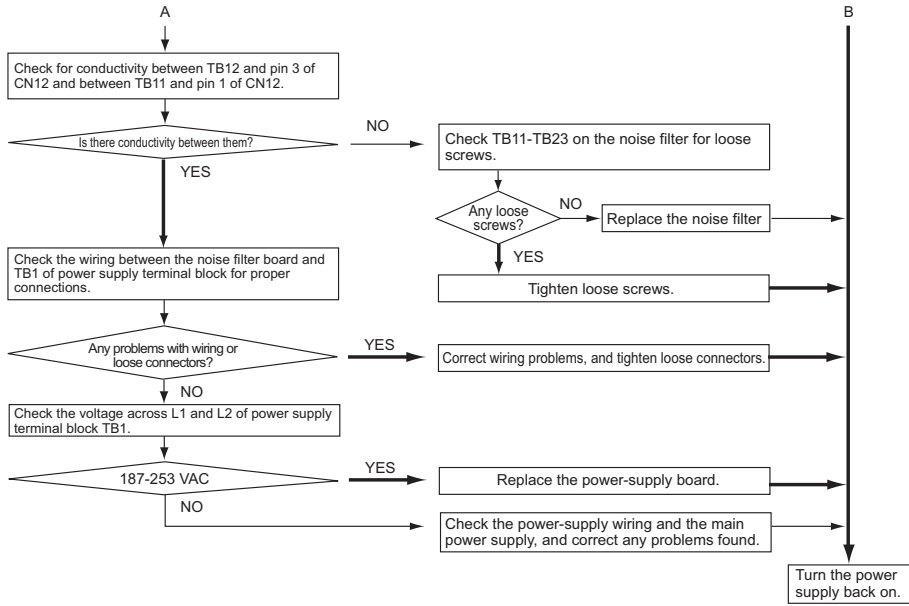 A
B
Check for conductivity between TB12 and pin 3 of
CN12 and between TB11 and pin 1 of CN12.
Is there conductivity between them?
NO
YES
Check TB11-TB23 on the noise filter for loose
screws.
Any loose
screws?
NO
Replace the noise filter
YES
Tighten loose screws.
Check the wiring between the noise filter board and
TB1 of power supply terminal block for proper
connections.
Any problems with wiring or
loose connectors?
YES
Correct wiring problems, and tighten loose connectors.
NO
Check the voltage across L1 and L2 of power supply
terminal block TB1.
187-253 VAC
YES
Replace the power-supply board.
NO
Check the power-supply wiring and the main
power supply, and correct any problems found.
Turn the power
supply back on.